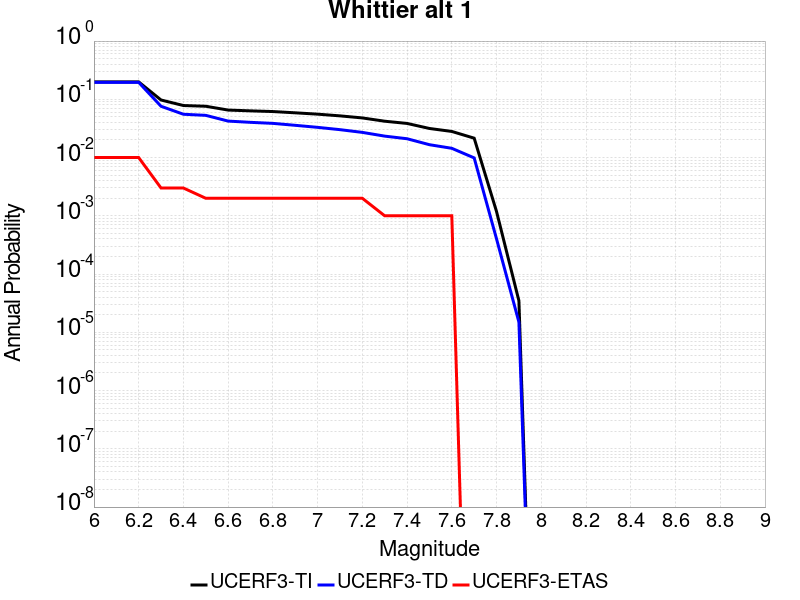 Whittier alt 1
10^0
10^-1
10^-2
10^-3
10^-4
10^-5
10^-6
10^-7
10^-8
Annual Probability
6 6.2 6.4 6.6 6.8 7 7.2 7.4 7.6 7.8 8 8.2 8.4 8.6 8.8 9
Magnitude
UCERF3-TI UCERF3-TD UCERF3-ETAS